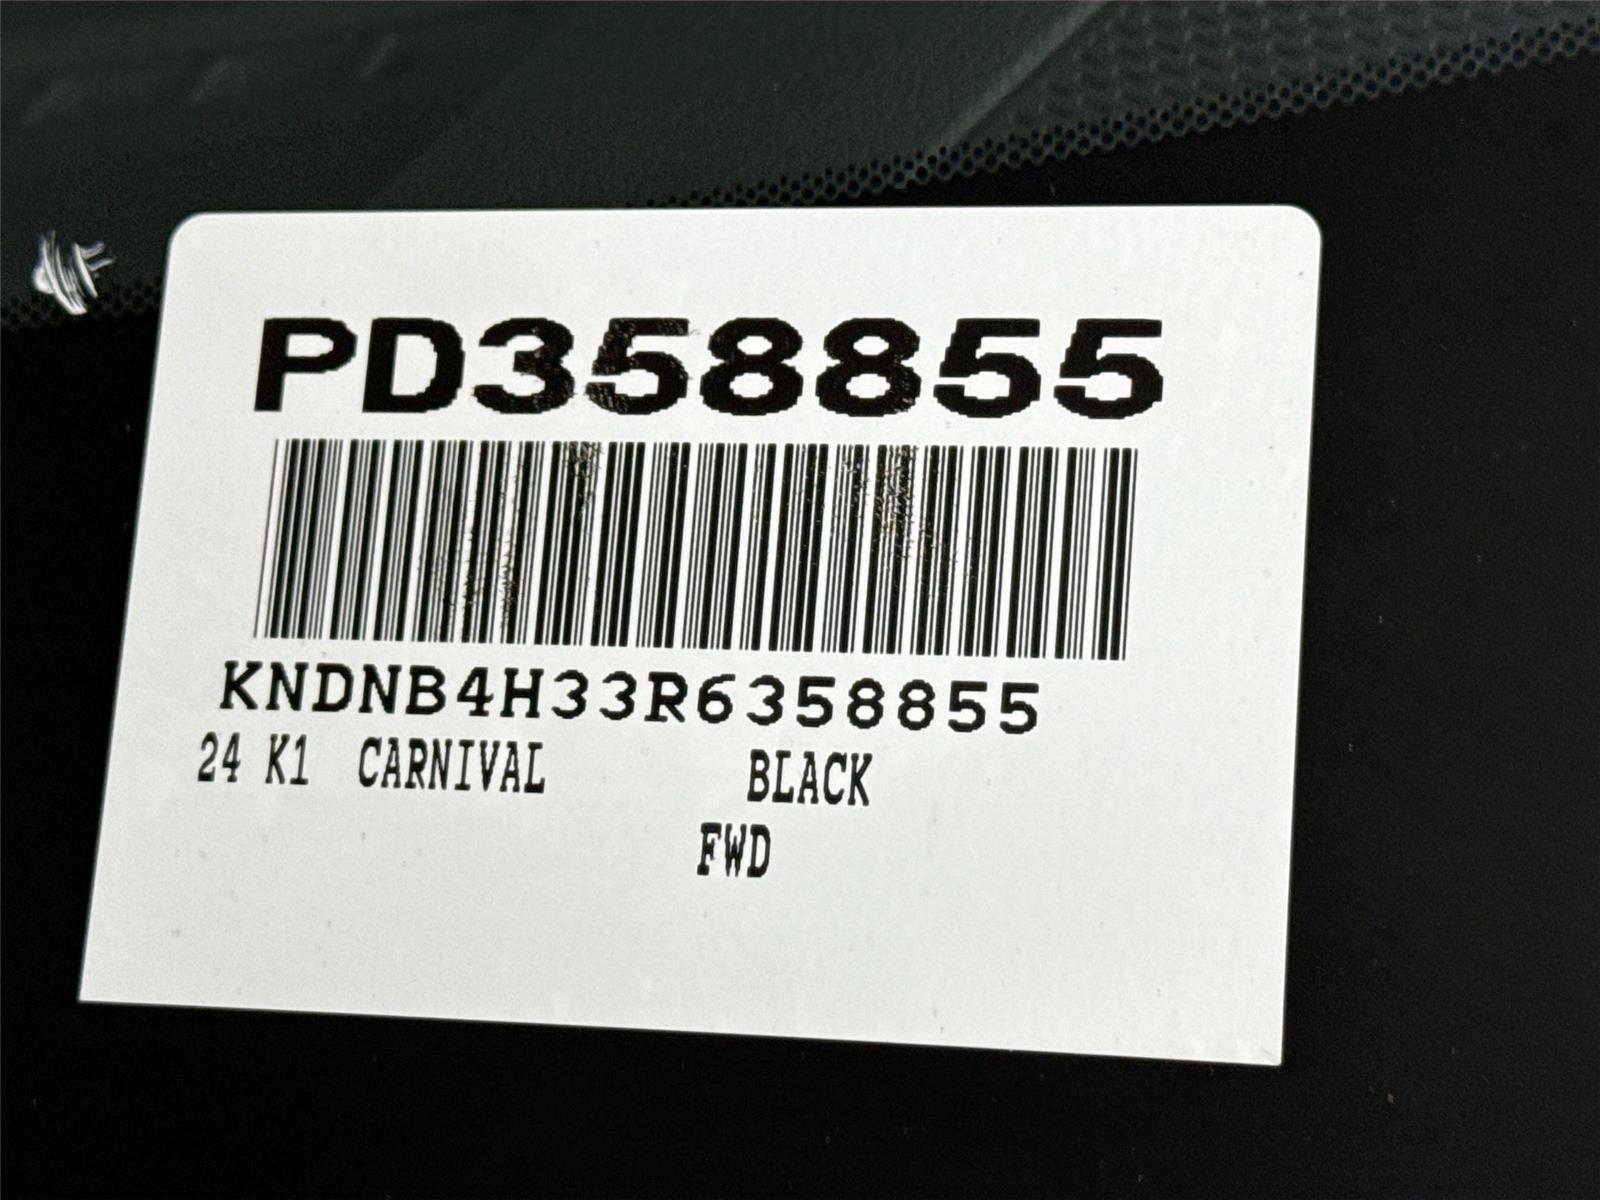 PD358855
KNDNB4H33R6358855
24 K1 CARNIVAL BLACK
FWD